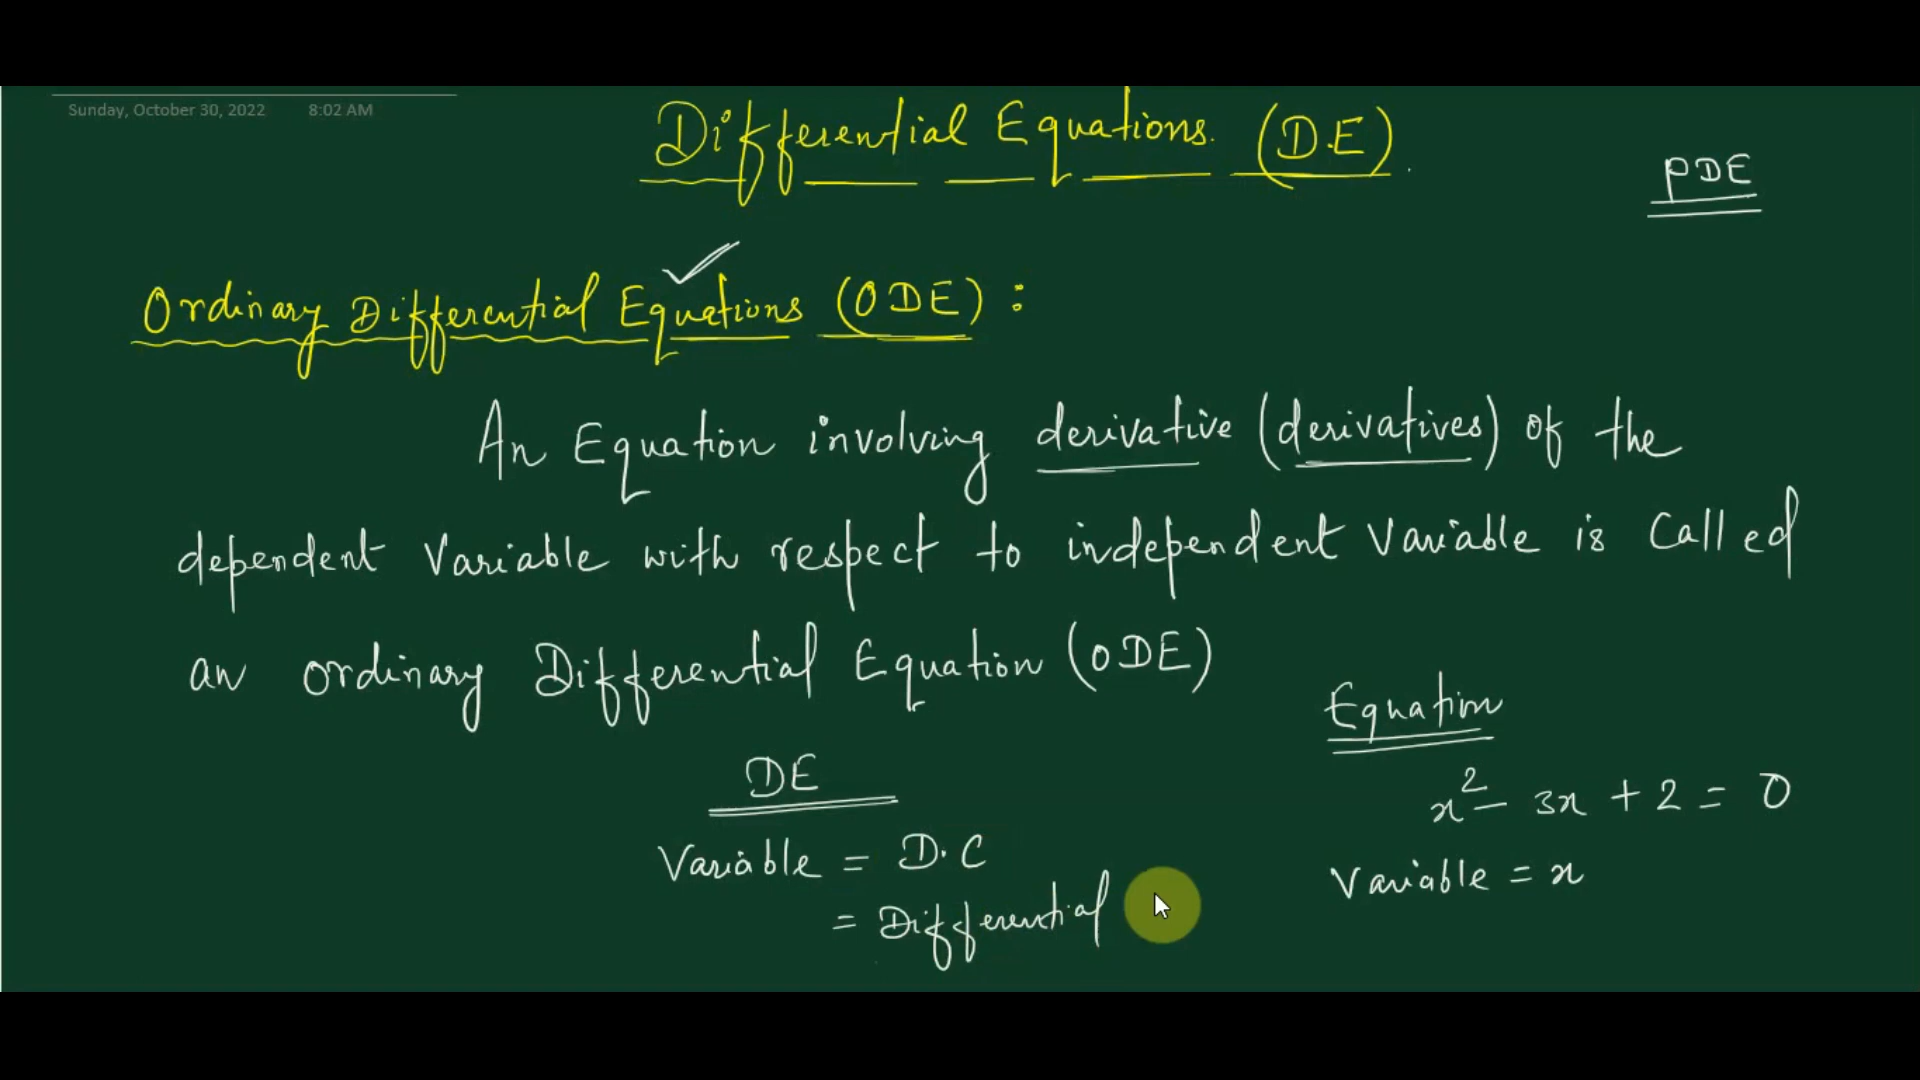 Sunday, October 30, 2022 8:02 AM
Differential Equations. (D.E).
PDE
Ordinary Differential Equations (ODE) :
An Equation involving derivative (derivatives) of the
dependent Variable with respect to independent Variable is Called
an ordinary Differential Equation (ODE)
Equation
DE
x² - 3x + 2 = 0
Variable = D.C
Variable = x
= Differential